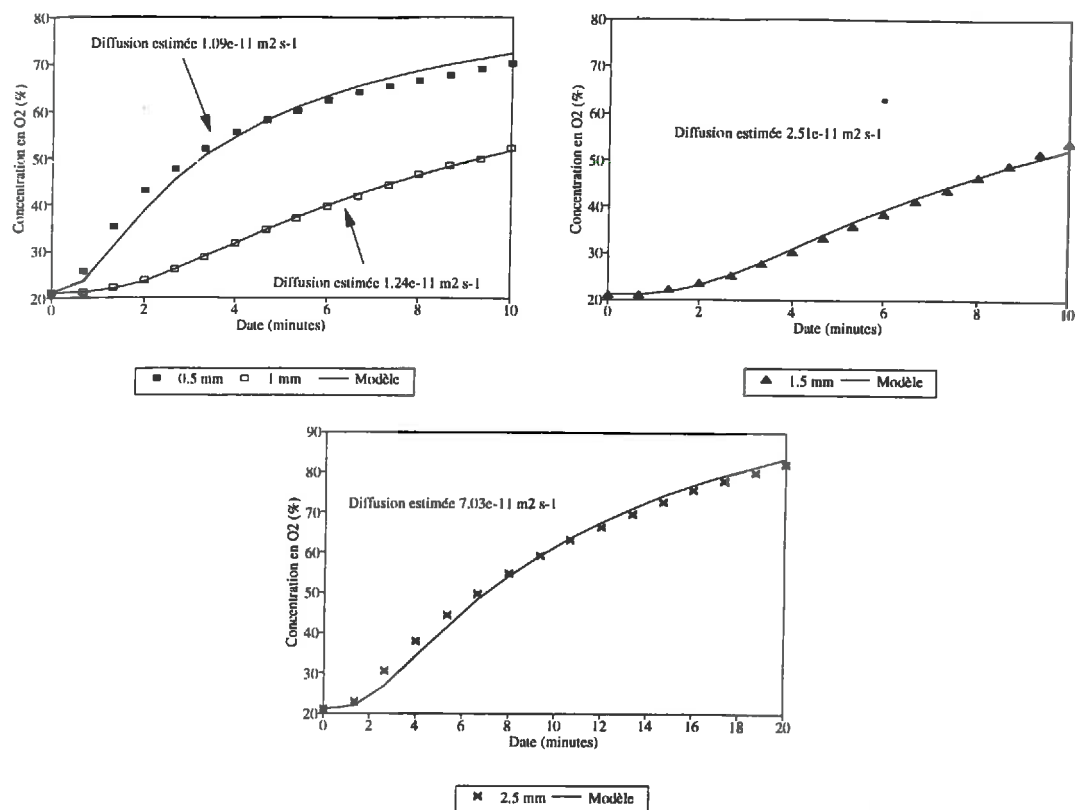 80
70
60
50
40
30
20
Concentration en O2 (%)
Diffusion estimée 1.09e-11 m2 s-1
Diffusion estimée 1.24e-11 m2 s-1
0 2 4 6 8 10
Date (minutes)
0.5 mm 1 mm Modèle
80
70
60
50
40
30
20
Concentration en O2 (%)
Diffusion estimée 2.51e-11 m2 s-1
0 2 4 6 8 10
Date (minutes)
1.5 mm Modèle
90
80
70
60
50
40
30
20
Concentration en O2 (%)
Diffusion estimée 7.03e-11 m2 s-1
0 2 4 6 8 10 12 14 16 18 20
Date (minutes)
2.5 mm Modèle